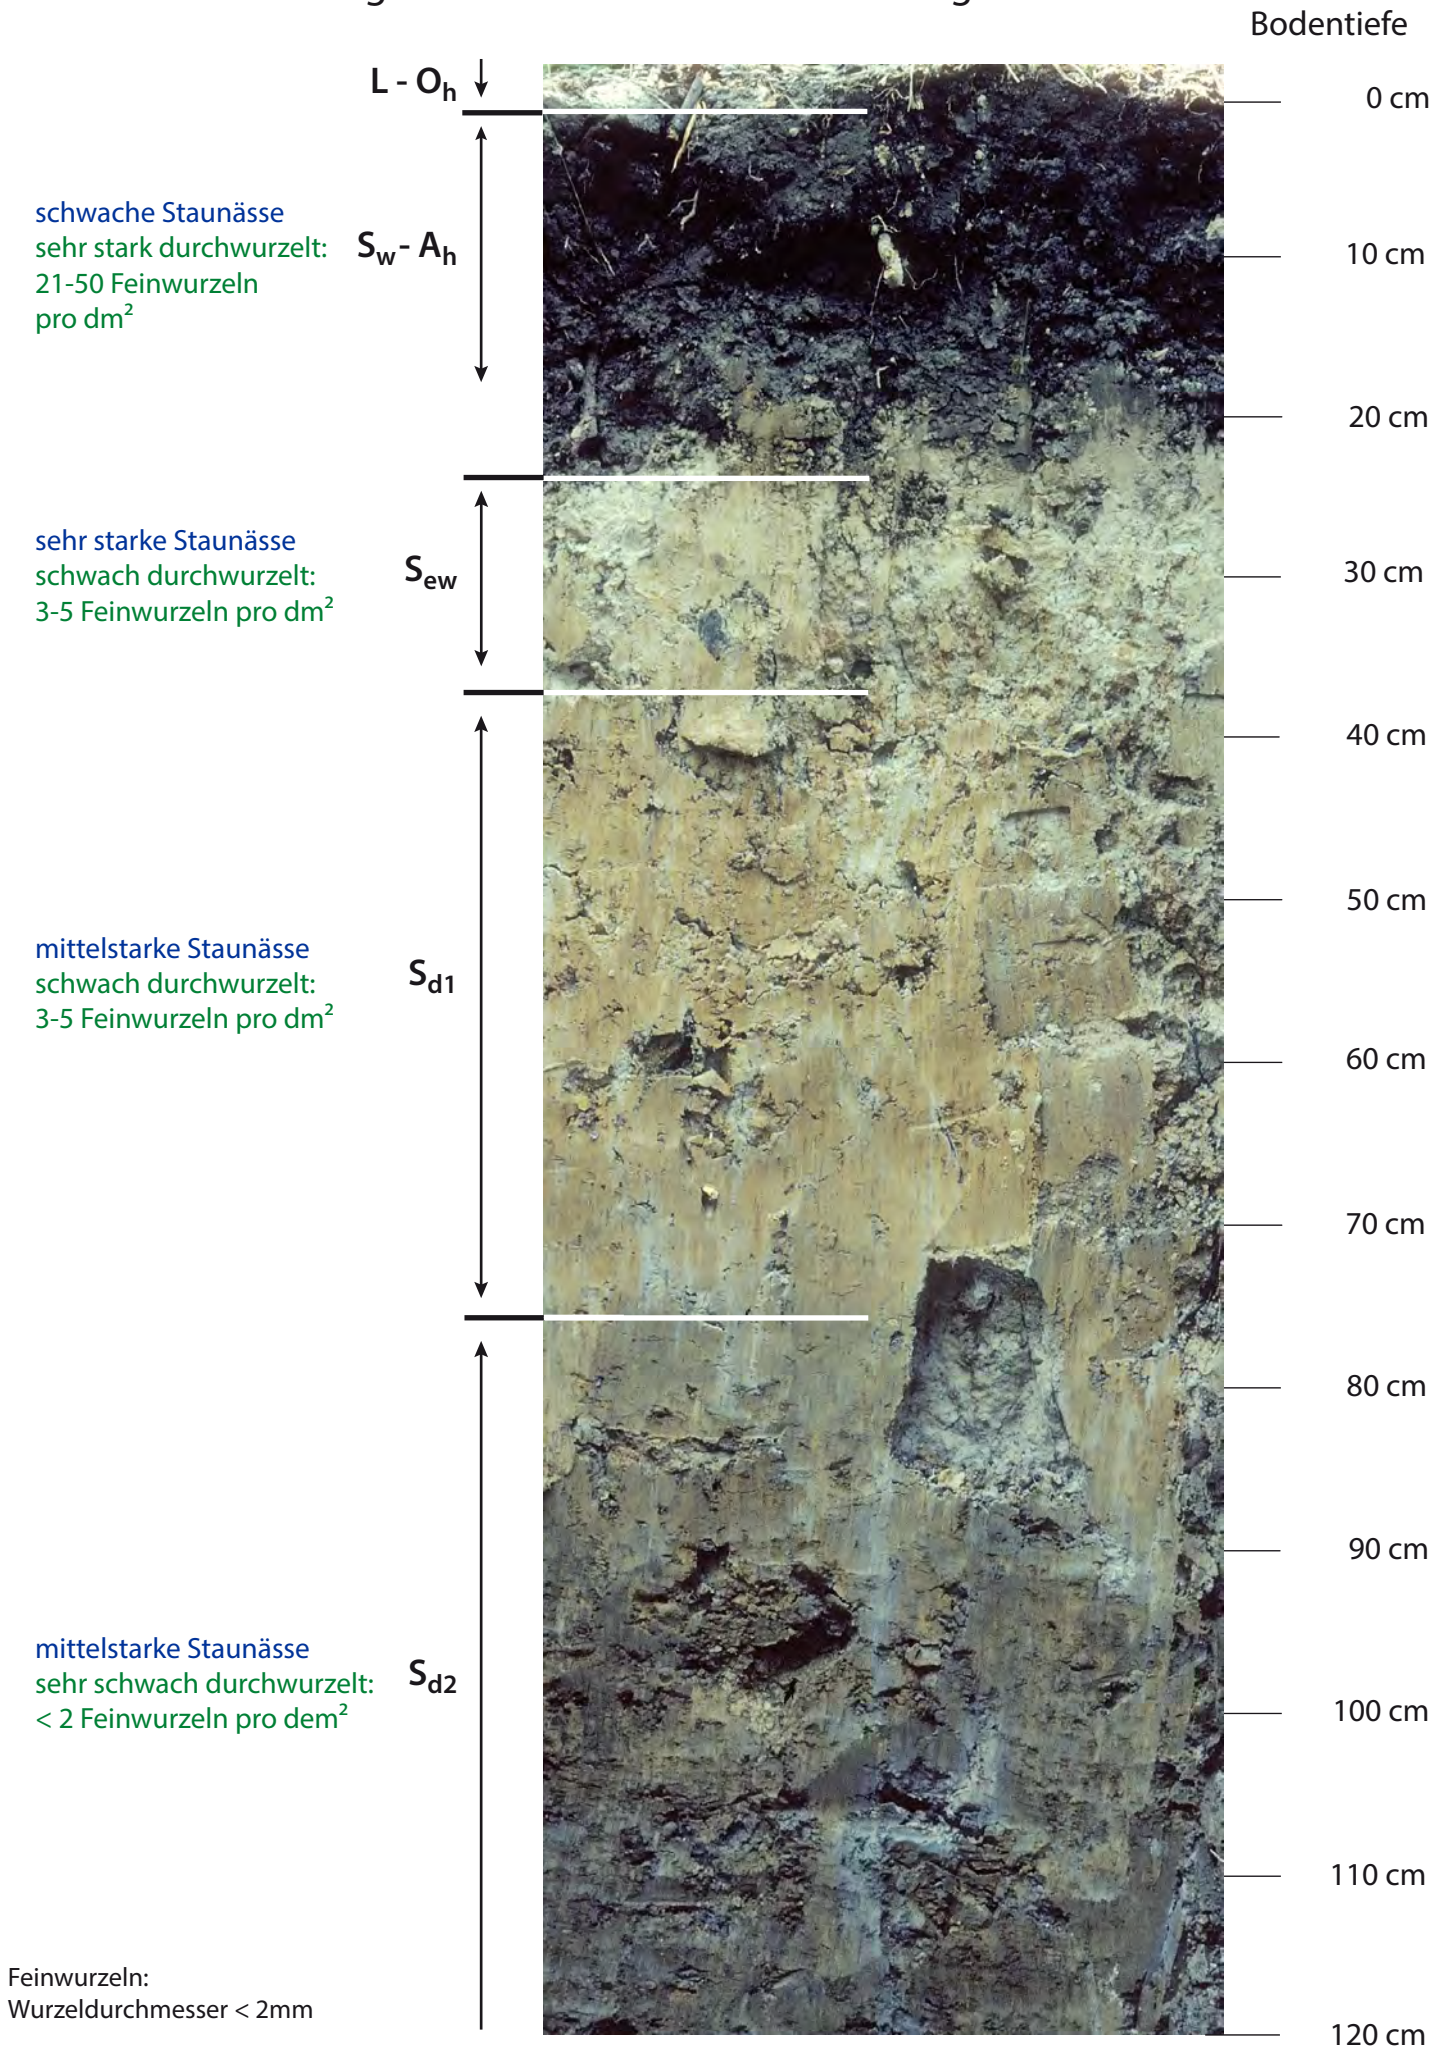 Bodentiefe
L - Oh
0 cm
schwache Staunässe
sehr stark durchwurzelt:
21-50 Feinwurzeln
pro dm²
Sw - Ah
10 cm
20 cm
sehr starke Staunässe
schwach durchwurzelt:
3-5 Feinwurzeln pro dm²
Sew
30 cm
40 cm
50 cm
mittelstarke Staunässe
schwach durchwurzelt:
3-5 Feinwurzeln pro dm²
Sd1
60 cm
70 cm
80 cm
90 cm
mittelstarke Staunässe
sehr schwach durchwurzelt:
< 2 Feinwurzeln pro dem²
Sd2
100 cm
110 cm
Feinwurzeln:
Wurzeldurchmesser < 2mm
120 cm